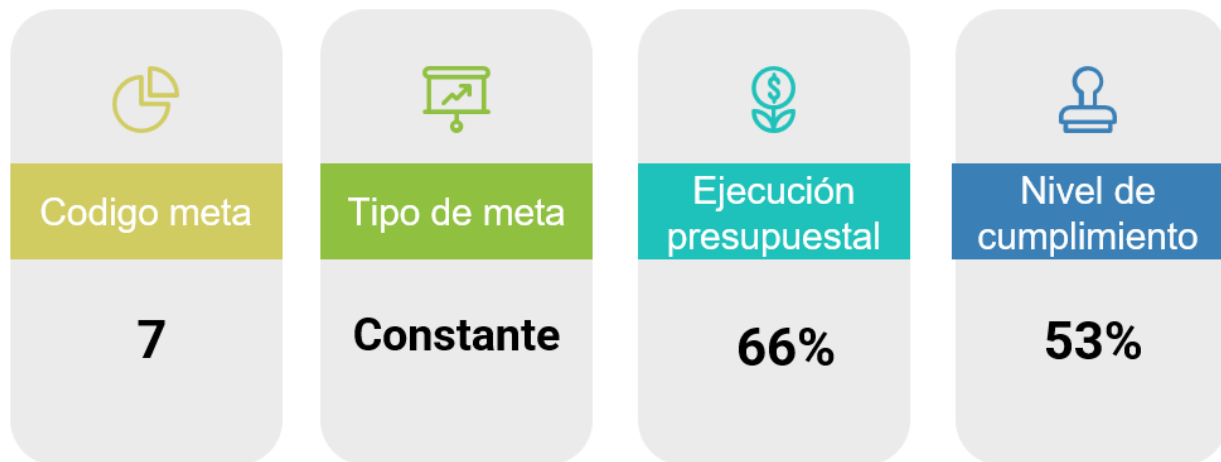 Codigo meta
7
Tipo de meta
Constante
Ejecución
presupuestal
66%
Nivel de
cumplimiento
53%